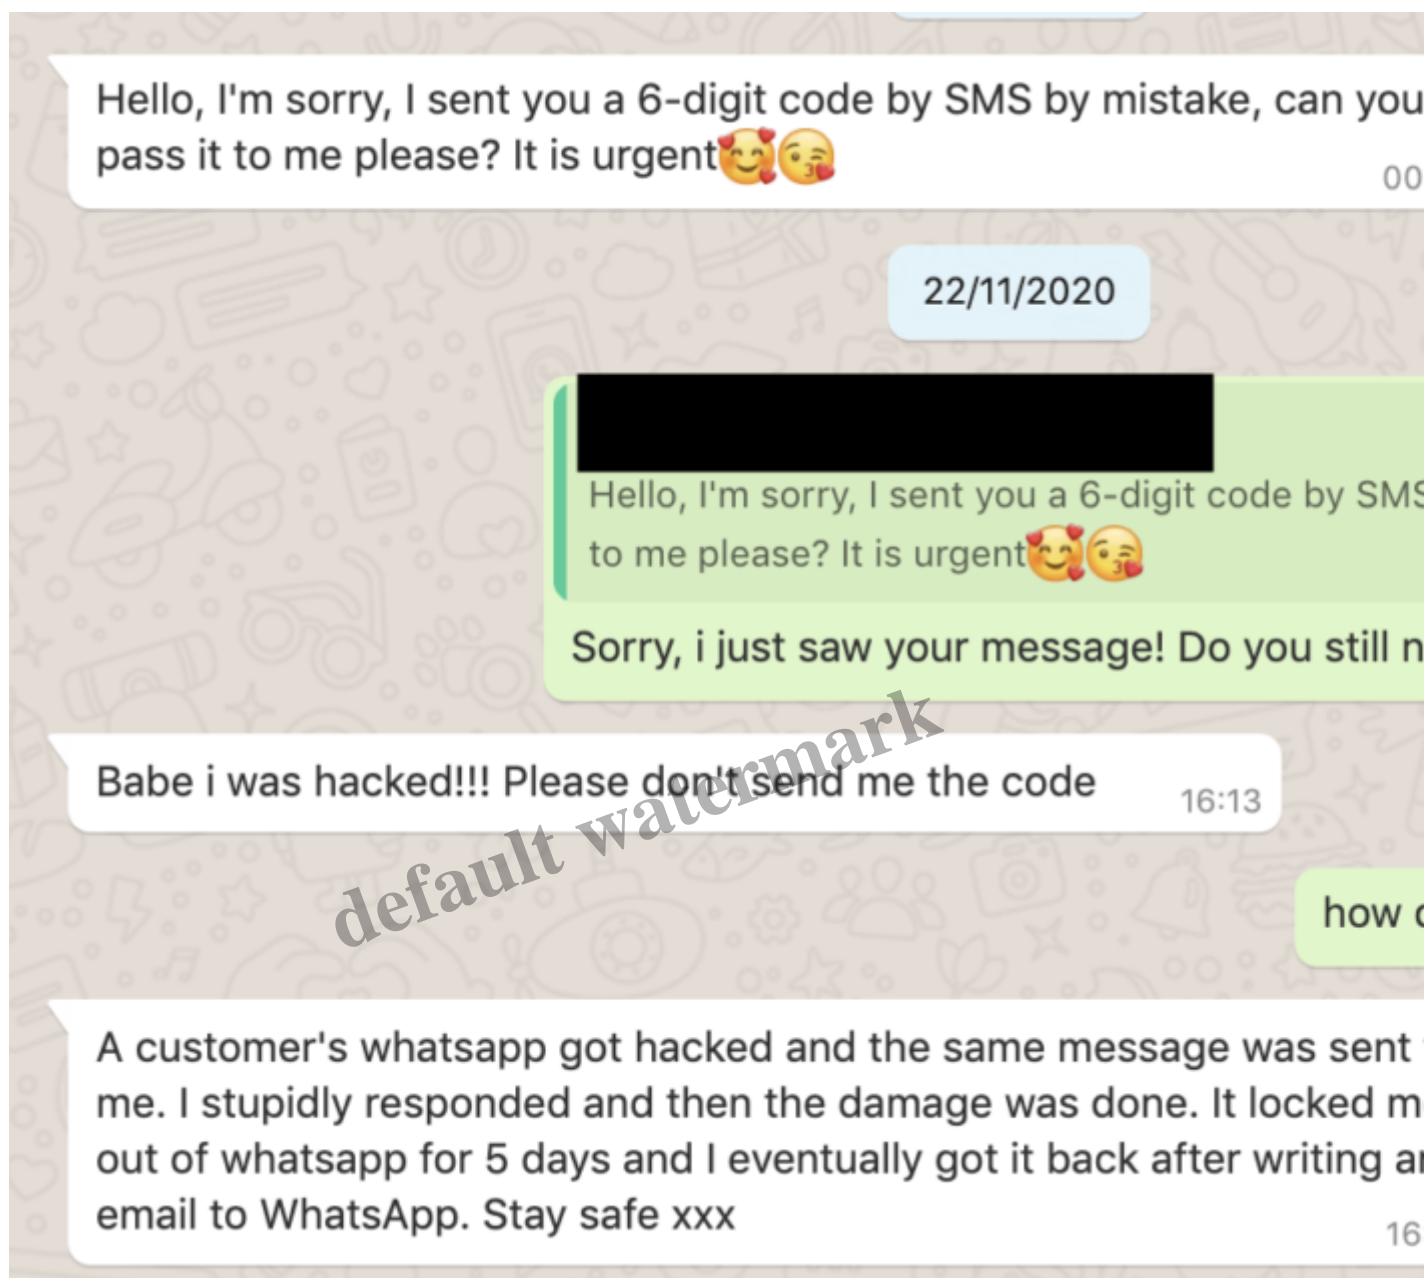 Hello, I'm sorry, I sent you a 6-digit code by SMS by mistake, can you
pass it to me please? It is urgent🥰😘
00
22/11/2020
Hello, I'm sorry, I sent you a 6-digit code by SMS
to me please? It is urgent🥰😘
Sorry, i just saw your message! Do you still
Babe i was hacked!!! Please don't send me the code
16:13
default watermark
how
A customer's whatsapp got hacked and the same message was sent
me. I stupidly responded and then the damage was done. It locked
out of whatsapp for 5 days and I eventually got it back after writing
email to WhatsApp. Stay safe xxx
16